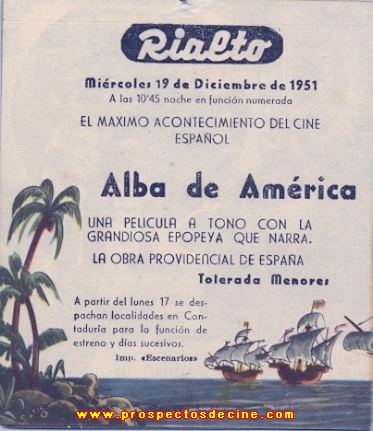 Rialto
Miércoles 19 de Diciembre de 1951
A las 10'45 noche en función numerada
EL MAXIMO ACONTECIMIENTO DEL CINE
ESPAÑOL
Alba de América
UNA PELICULA A TONO CON LA
GRANDIOSA EPOPEYA QUE NARRA.
LA OBRA PROVIDENCIAL DE ESPAÑA
Tolerada Menores
A partir del lunes 17 se des-
pachan localidades en Con-
taduría para la función de
estreno y días sucesivos.
Imp. «Escenarios»
www.prospectosdecine.com